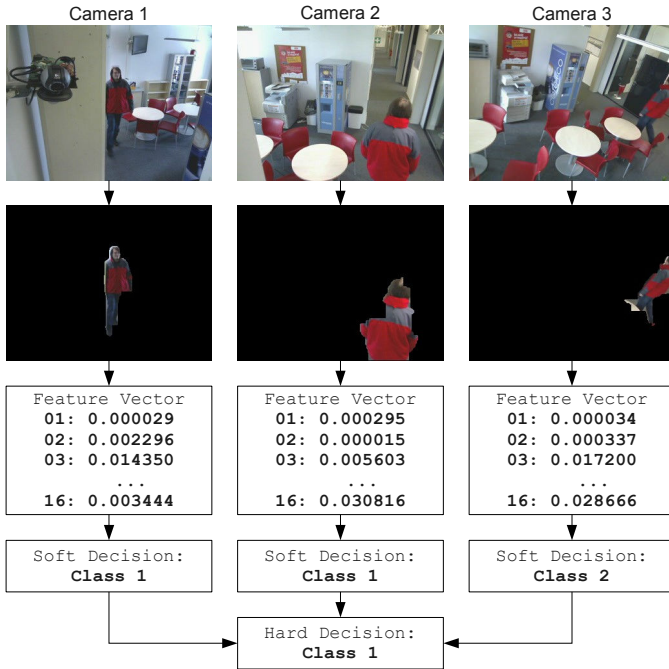 Camera 1
Camera 2
Camera 3
Feature Vector
01: 0.000029
02: 0.002296
03: 0.014350
...
16: 0.003444
Feature Vector
01: 0.000295
02: 0.000015
03: 0.005603
...
16: 0.030816
Feature Vector
01: 0.000034
02: 0.000337
03: 0.017200
...
16: 0.028666
Soft Decision:
Class 1
Soft Decision:
Class 1
Soft Decision:
Class 2
Hard Decision:
Class 1